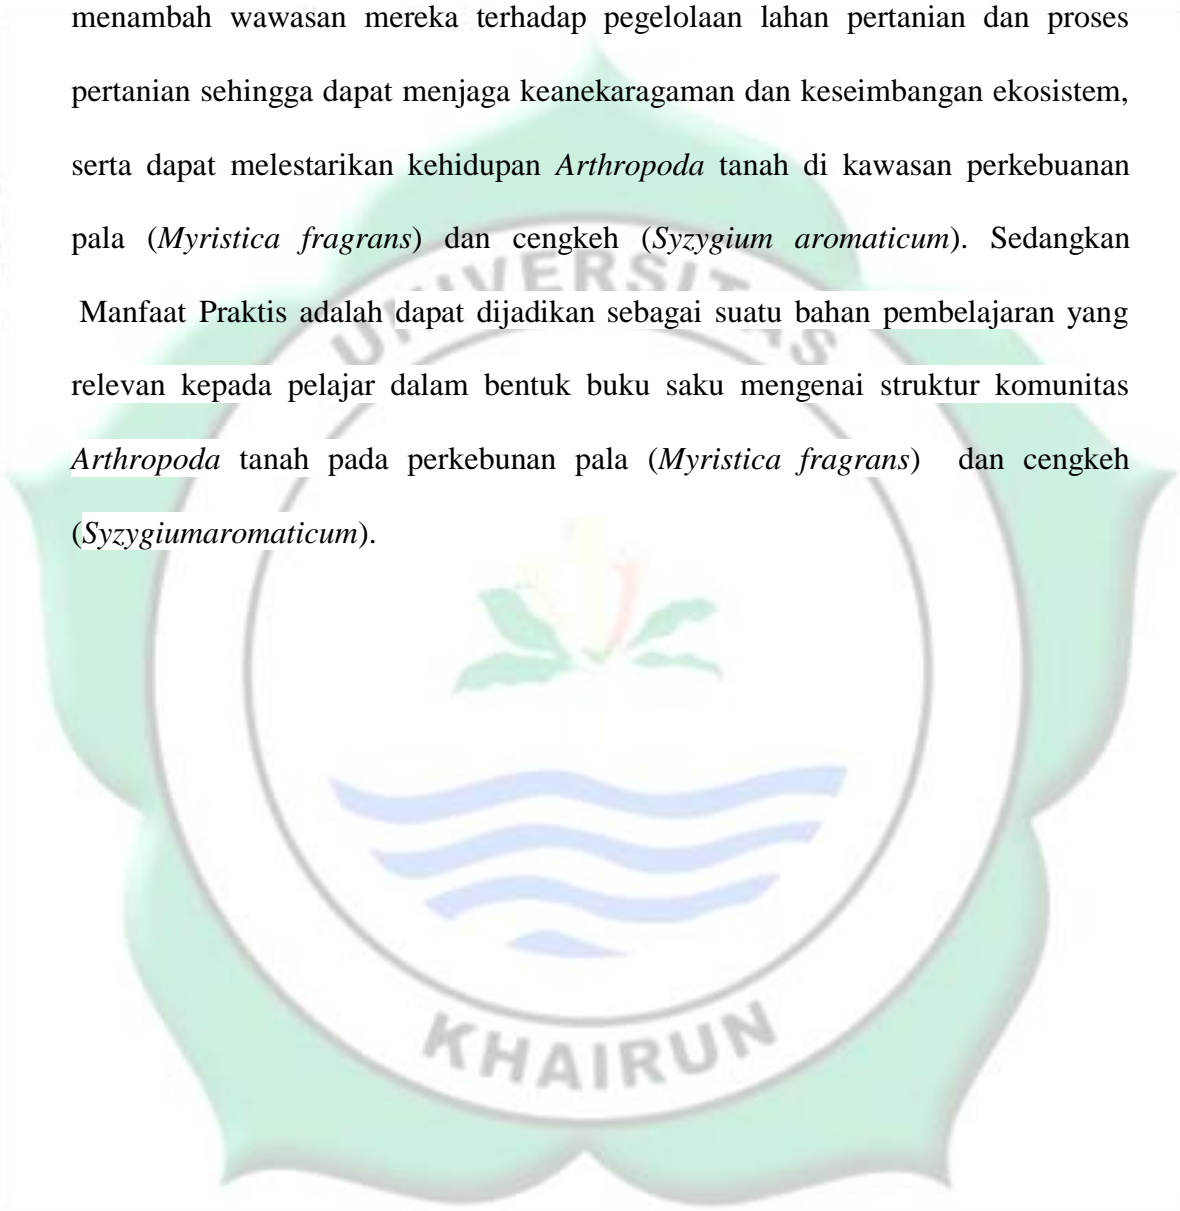 menambah wawasan mereka terhadap pegelolaan lahan pertanian dan proses
pertanian sehingga dapat menjaga keanekaragaman dan keseimbangan ekosistem,
serta dapat melestarikan kehidupan Arthropoda tanah di kawasan perkebuanan
pala (Myristica fragrans) dan cengkeh (Syzygium aromaticum). Sedangkan
Manfaat Praktis adalah dapat dijadikan sebagai suatu bahan pembelajaran yang
relevan kepada pelajar dalam bentuk buku saku mengenai struktur komunitas
Arthropoda tanah pada perkebunan pala (Myristica fragrans) dan cengkeh
(Syzygiumaromaticum).
UNIVERSITAS
KHAIRUN